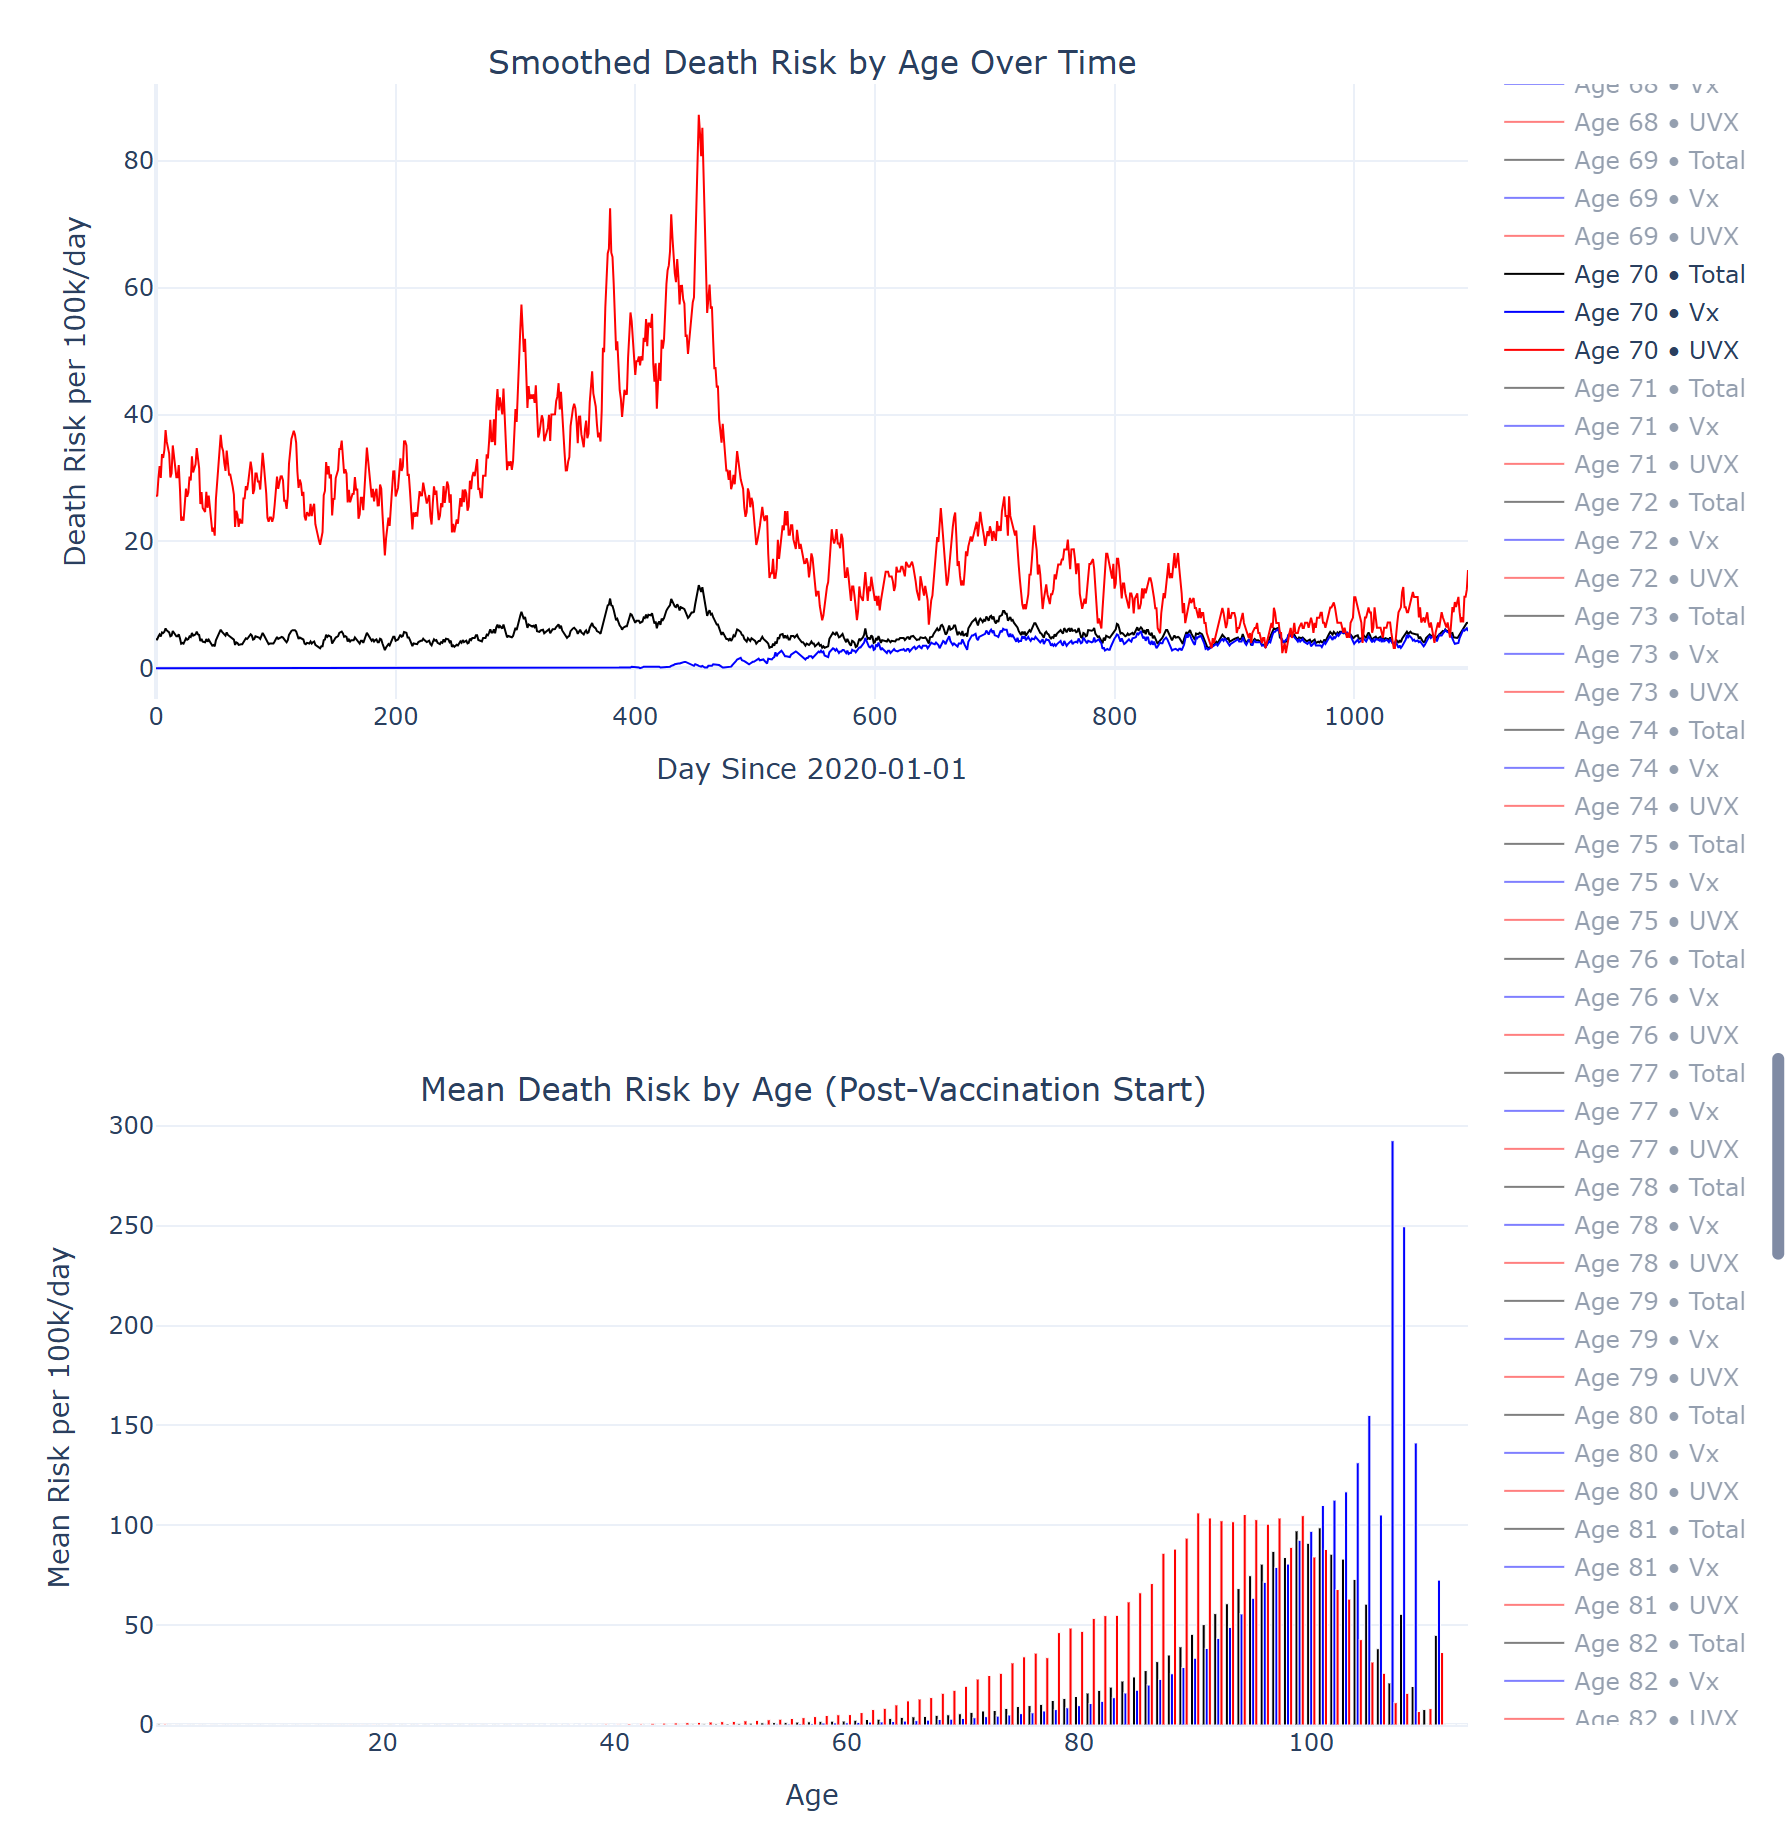 Smoothed Death Risk by Age Over Time
Death Risk per 100k/day
80
60
40
20
0
0 200 400 600 800 1000
Day Since 2020-01-01
Mean Death Risk by Age (Post-Vaccination Start)
Mean Risk per 100k/day
300
250
200
150
100
50
0
20 40 60 80 100
Age
Age 68 • Vx
Age 68 • UVX
Age 69 • Total
Age 69 • Vx
Age 69 • UVX
Age 70 • Total
Age 70 • Vx
Age 70 • UVX
Age 71 • Total
Age 71 • Vx
Age 71 • UVX
Age 72 • Total
Age 72 • Vx
Age 72 • UVX
Age 73 • Total
Age 73 • Vx
Age 73 • UVX
Age 74 • Total
Age 74 • Vx
Age 74 • UVX
Age 75 • Total
Age 75 • Vx
Age 75 • UVX
Age 76 • Total
Age 76 • Vx
Age 76 • UVX
Age 77 • Total
Age 77 • Vx
Age 77 • UVX
Age 78 • Total
Age 78 • Vx
Age 78 • UVX
Age 79 • Total
Age 79 • Vx
Age 79 • UVX
Age 80 • Total
Age 80 • Vx
Age 80 • UVX
Age 81 • Total
Age 81 • Vx
Age 81 • UVX
Age 82 • Total
Age 82 • Vx
Age 82 • UVX